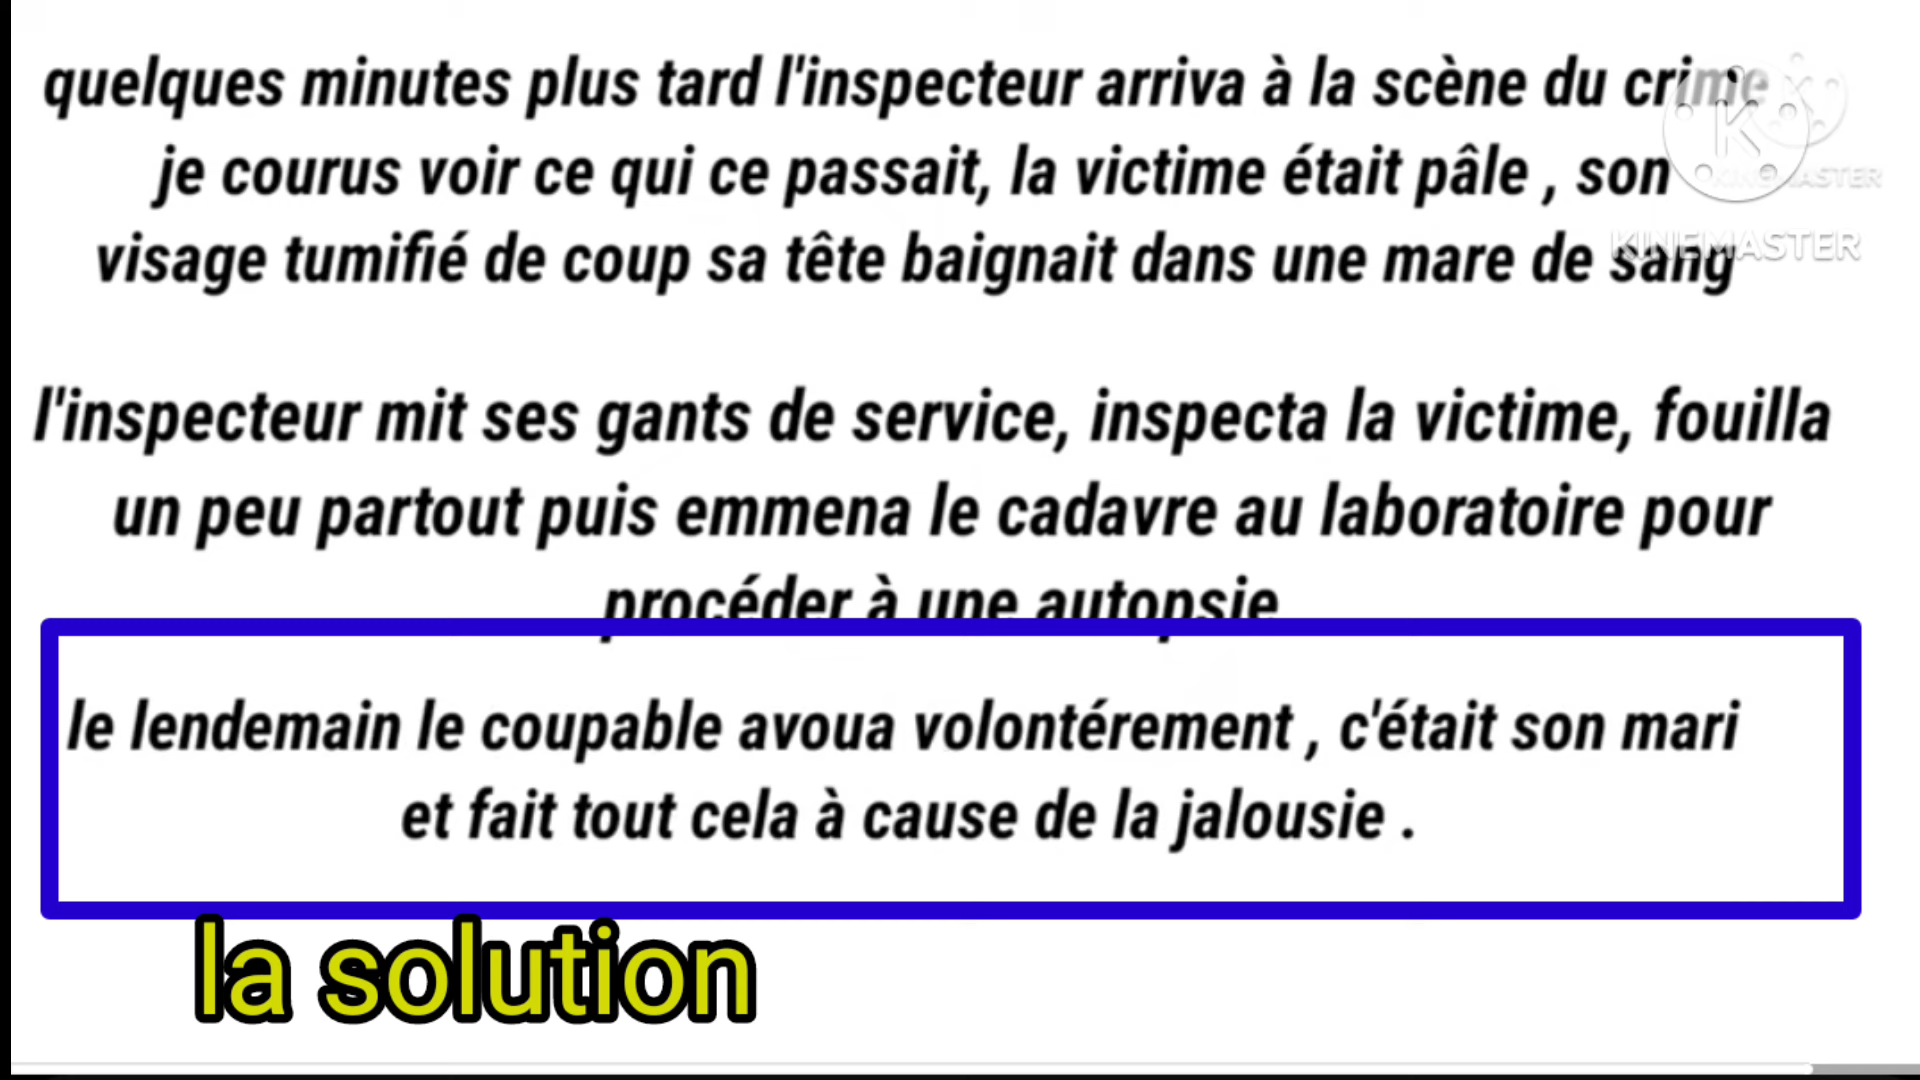 quelques minutes plus tard l'inspecteur arriva à la scène du crime
je courus voir ce qui ce passait, la victime était pâle , son
visage tumifié de coup sa tête baignait dans une mare de sang
K
KINEMASTER
KINEMASTER
l'inspecteur mit ses gants de service, inspecta la victime, fouilla
un peu partout puis emmena le cadavre au laboratoire pour
procéder à une autopsie
le lendemain le coupable avoua volontérement , c'était son mari
et fait tout cela à cause de la jalousie .
la solution